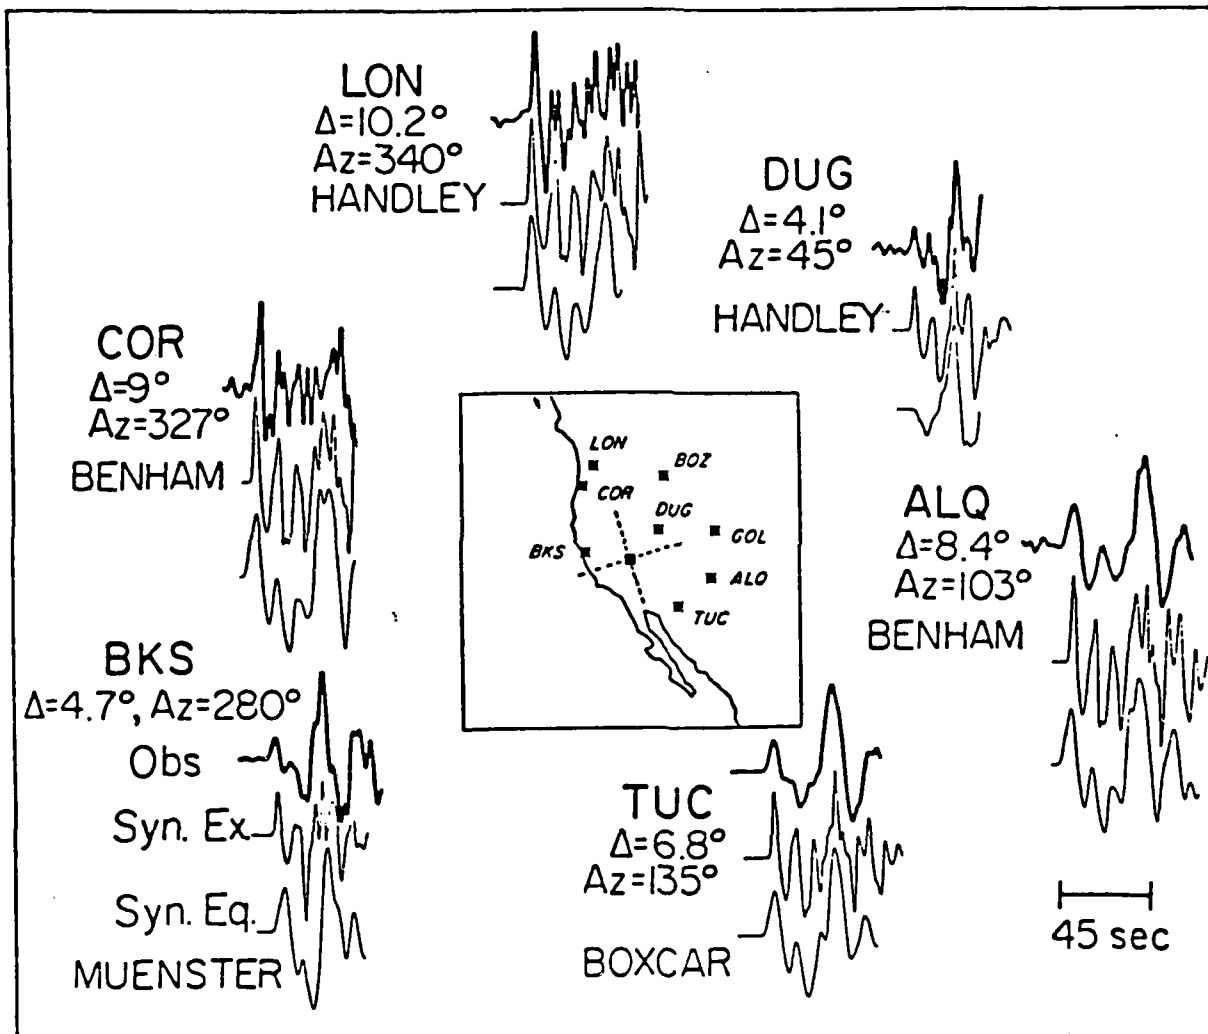 LON
Δ=10.2°
Az=340°
HANDLEY
DUG
Δ=4.1°
Az=45°
HANDLEY
COR
Δ=9°
Az=327°
BENHAM
LON
BOZ
COR
DUG
GOL
BKS
ALQ
TUC
ALQ
Δ=8.4°
Az=103°
BENHAM
BKS
Δ=4.7°, Az=280°
Obs
Syn. Ex.
Syn. Eq.
MUENSTER
TUC
Δ=6.8°
Az=135°
BOXCAR
45 sec